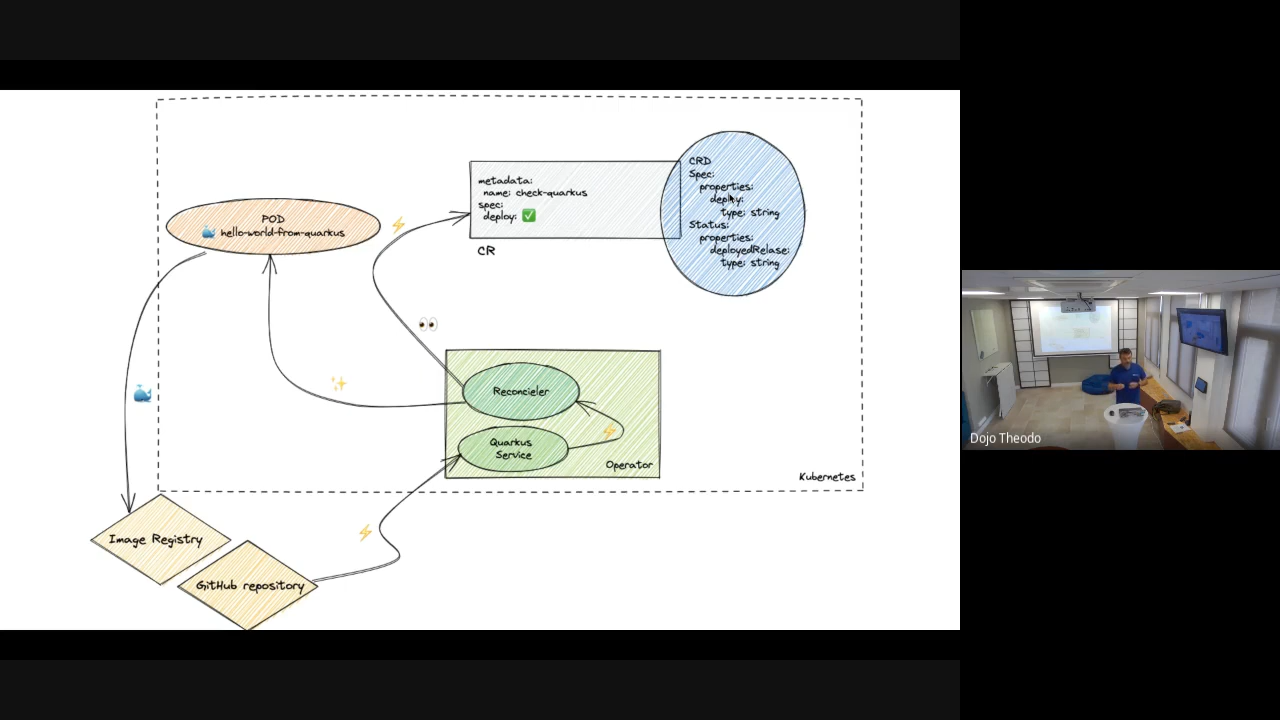 metadata:
name: check-quarkus
spec:
deploy: ✅
CR
CRD
Spec:
properties:
deploy:
type: string
Status:
properties:
deployedRelase:
type: string
POD
🐳 hello-world-from-quarkus
Reconcieler
Quarkus
Service
Operator
Kubernetes
Image Registry
GitHub repository
Dojo Theodo